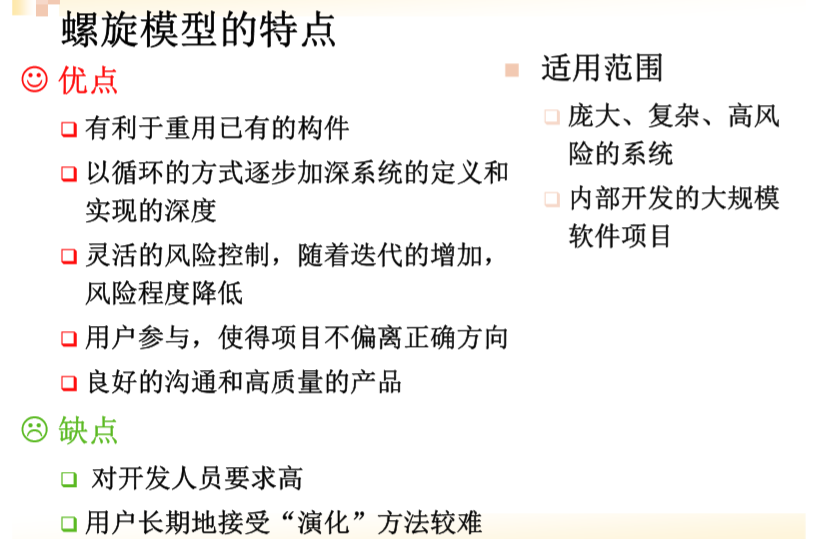 螺旋模型的特点
优点
有利于重用已有的构件
以循环的方式逐步加深系统的定义和
实现的深度
灵活的风险控制，随着迭代的增加，
风险程度降低
用户参与，使得项目不偏离正确方向
良好的沟通和高质量的产品
缺点
对开发人员要求高
用户长期地接受“演化”方法较难
适用范围
庞大、复杂、高风
险的系统
内部开发的大规模
软件项目